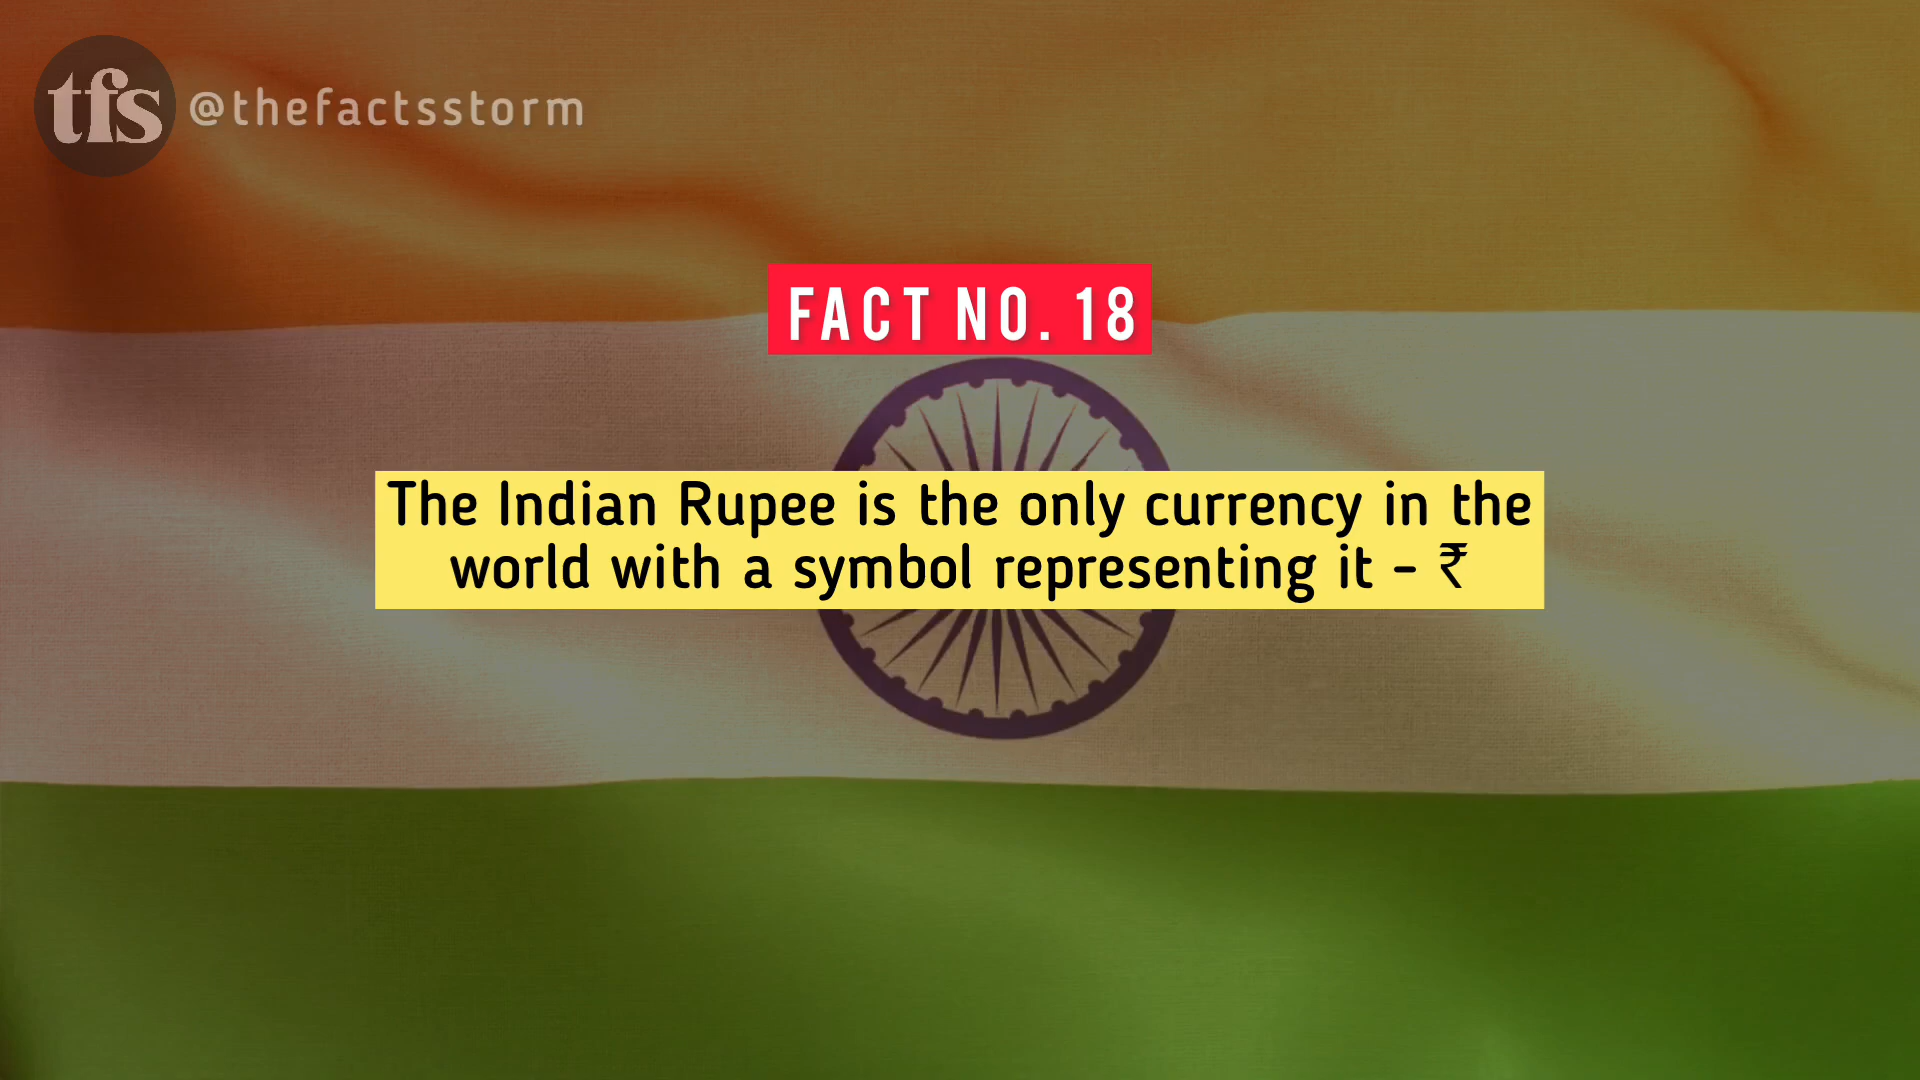 tfs @thefactsstorm
FACT NO. 18
The Indian Rupee is the only currency in the
world with a symbol representing it - ₹